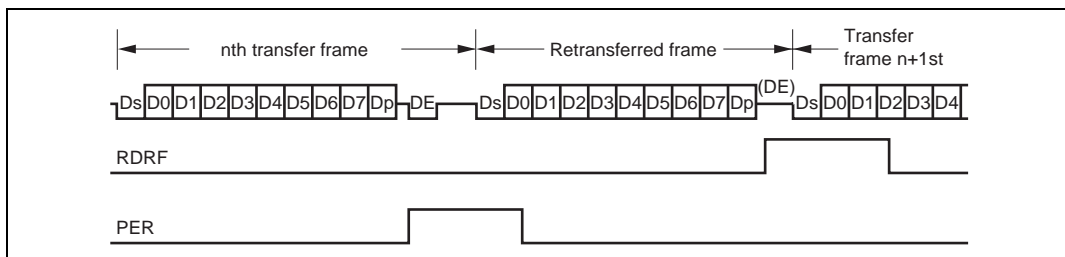 nth transfer frame
Retransferred frame
Transfer
frame n+1st
Ds D0 D1 D2 D3 D4 D5 D6 D7 Dp DE Ds D0 D1 D2 D3 D4 D5 D6 D7 Dp (DE) Ds D0 D1 D2 D3 D4
RDRF
PER